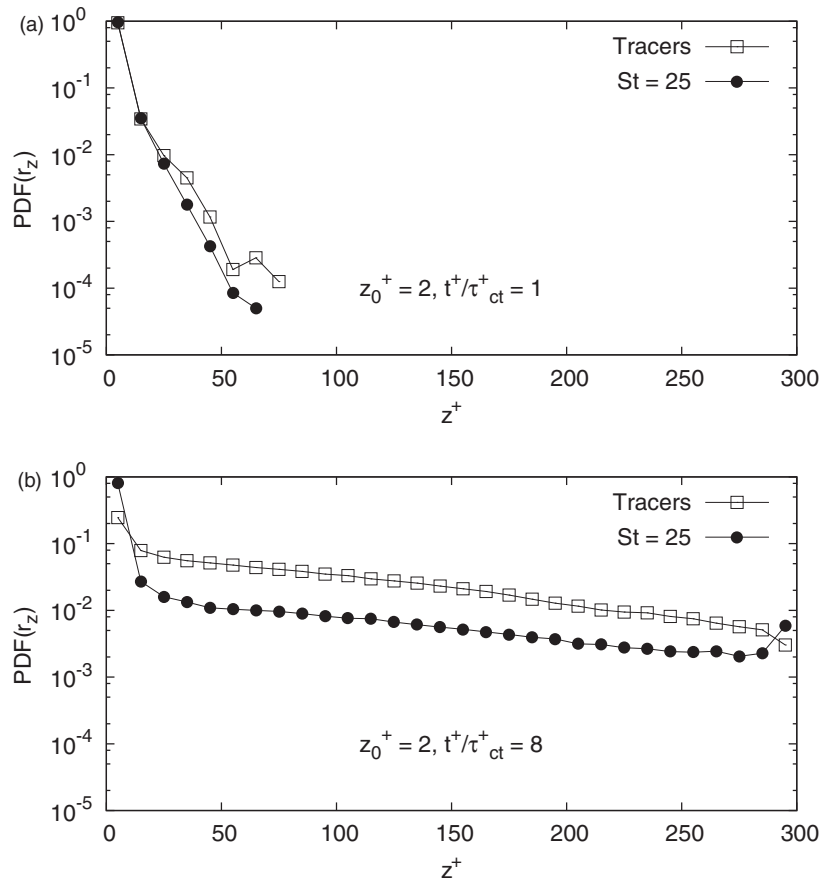 (a)
10^0
10^-1
10^-2
10^-3
10^-4
10^-5
PDF(r_z)
Tracers
St = 25
z_0^+ = 2, t^+/τ^+_ct = 1
0 50 100 150 200 250 300
z^+
(b)
10^0
10^-1
10^-2
10^-3
10^-4
10^-5
PDF(r_z)
Tracers
St = 25
z_0^+ = 2, t^+/τ^+_ct = 8
0 50 100 150 200 250 300
z^+